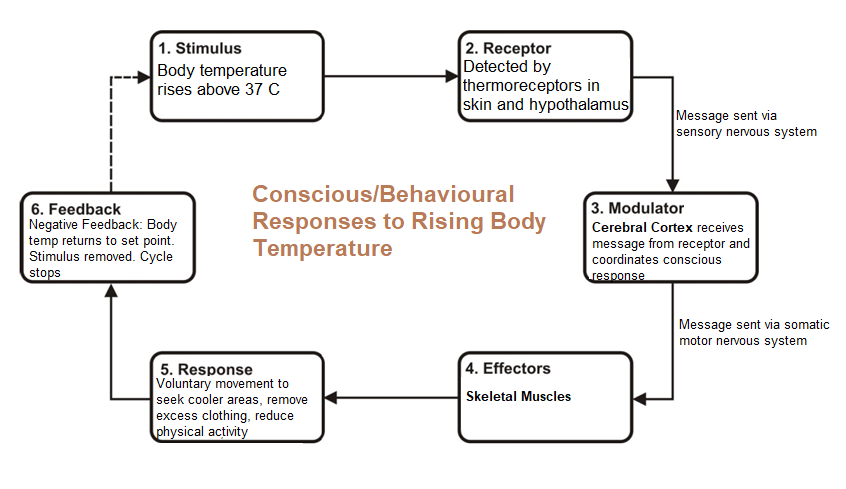 1. Stimulus
Body temperature
rises above 37 C
2. Receptor
Detected by
thermoreceptors in
skin and hypothalamus
Message sent via
sensory nervous system
Conscious/Behavioural
Responses to Rising Body
Temperature
3. Modulator
Cerebral Cortex receives
message from receptor and
coordinates conscious
response
Message sent via somatic
motor nervous system
4. Effectors
Skeletal Muscles
5. Response
Voluntary movement to
seek cooler areas, remove
excess clothing, reduce
physical activity
6. Feedback
Negative Feedback: Body
temp returns to set point.
Stimulus removed. Cycle
stops